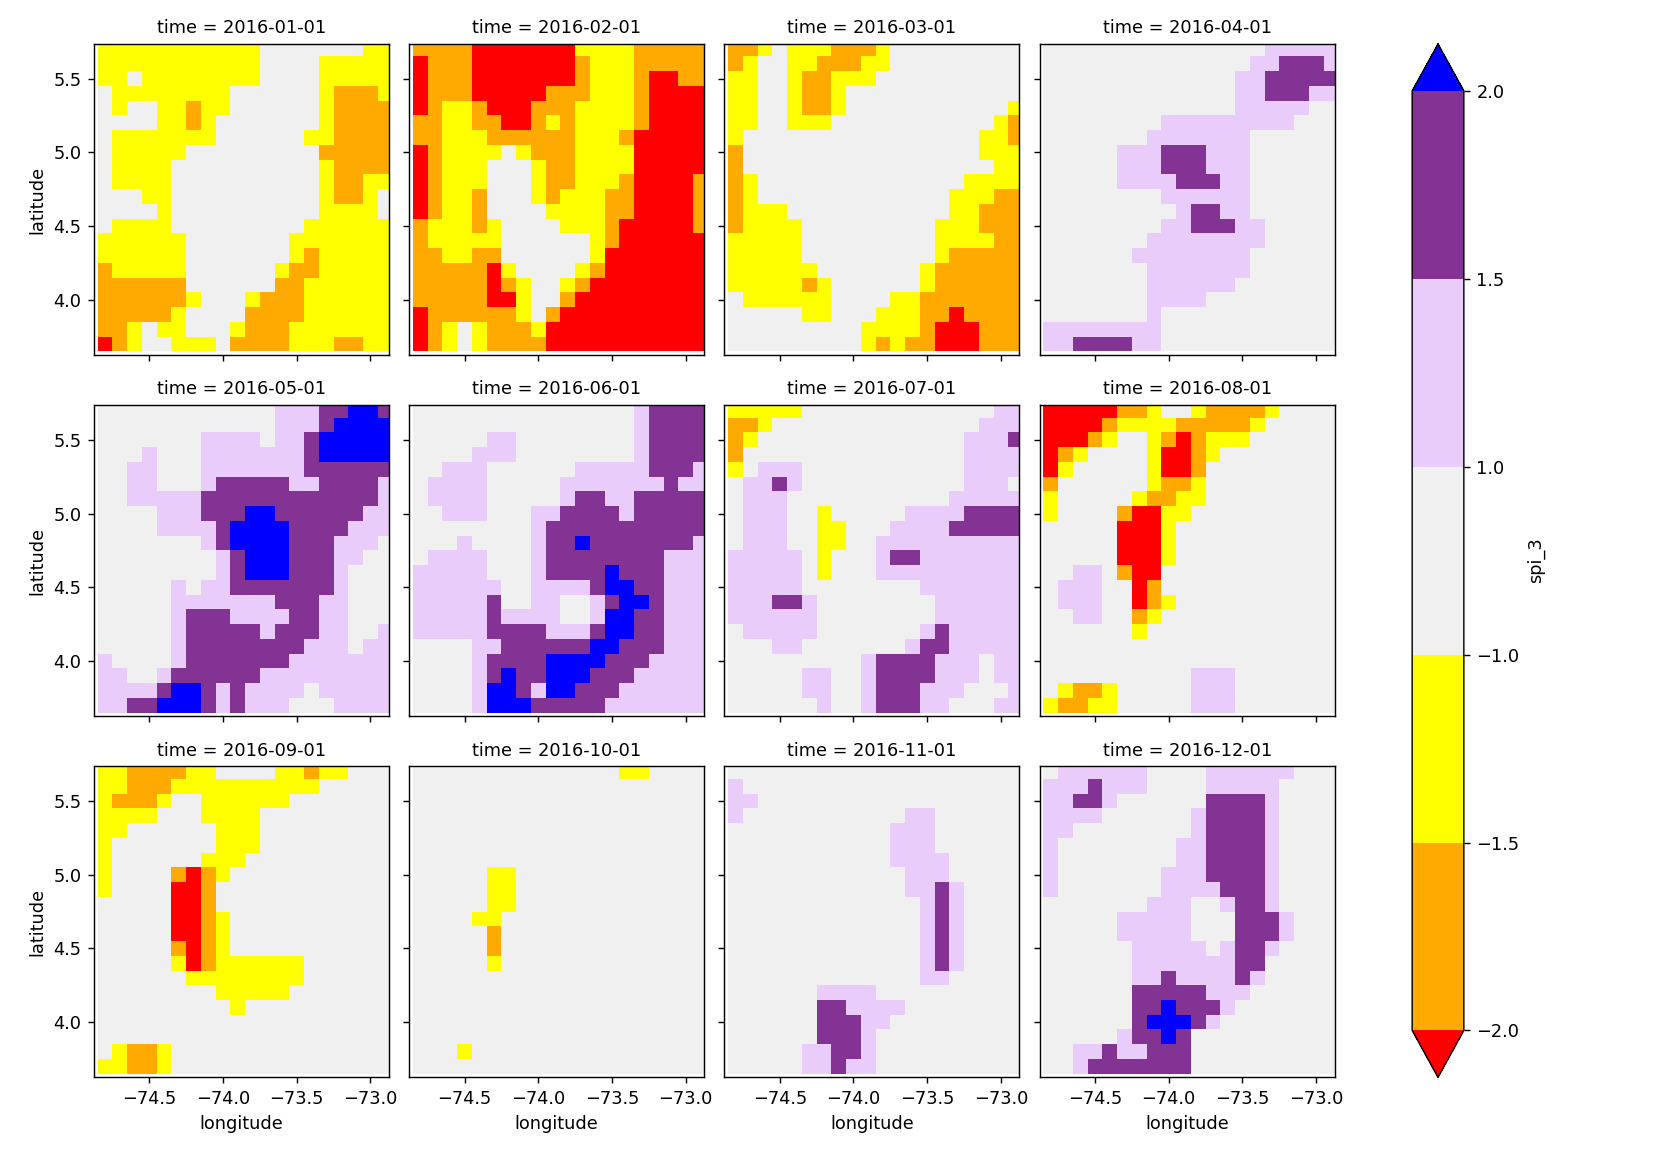 time = 2016-01-01
time = 2016-02-01
time = 2016-03-01
time = 2016-04-01
5.5
5.0
4.5
4.0
latitude
time = 2016-05-01
time = 2016-06-01
time = 2016-07-01
time = 2016-08-01
5.5
5.0
4.5
4.0
latitude
time = 2016-09-01
time = 2016-10-01
time = 2016-11-01
time = 2016-12-01
5.5
5.0
4.5
4.0
latitude
−74.5 −74.0 −73.5 −73.0
longitude
−74.5 −74.0 −73.5 −73.0
longitude
−74.5 −74.0 −73.5 −73.0
longitude
−74.5 −74.0 −73.5 −73.0
longitude
2.0
1.5
1.0
−1.0
−1.5
−2.0
spi_3